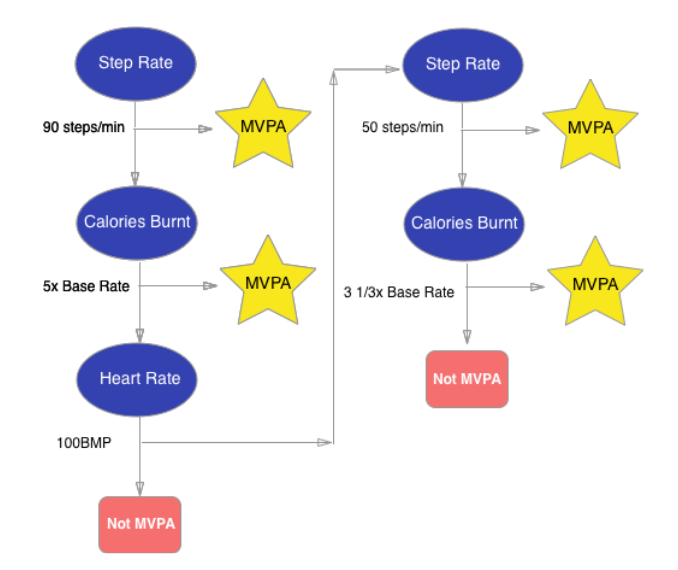 Step Rate
90 steps/min
MVPA
Calories Burnt
5x Base Rate
MVPA
Heart Rate
100BMP
Not MVPA
Step Rate
50 steps/min
MVPA
Calories Burnt
3 1/3x Base Rate
MVPA
Not MVPA